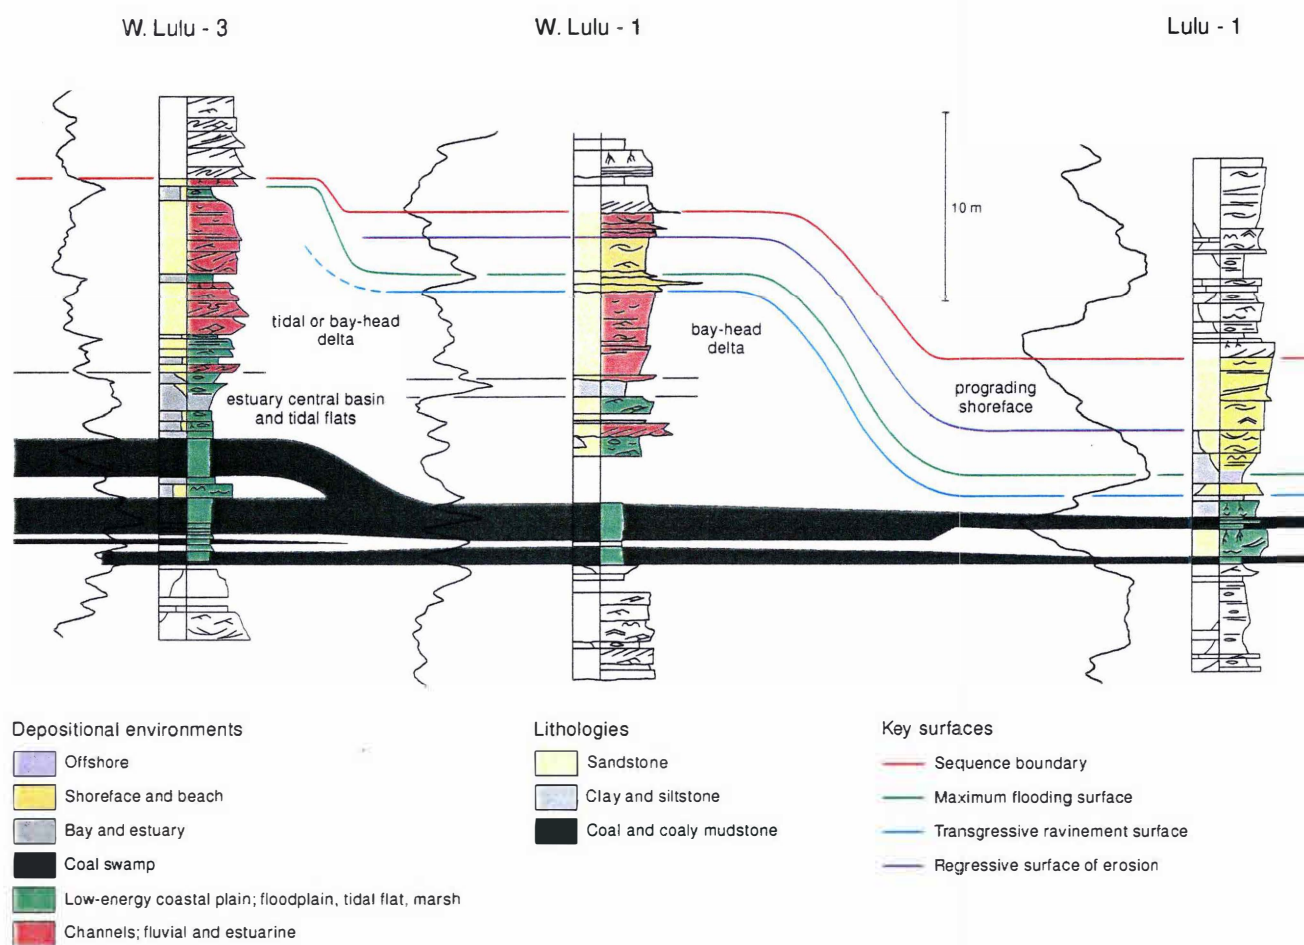 W. Lulu - 3
W. Lulu - 1
Lulu - 1
10 m
tidal or bay-head
delta
bay-head
delta
estuary central basin
and tidal flats
prograding
shoreface
Depositional environments
Offshore
Shoreface and beach
Bay and estuary
Coal swamp
Low-energy coastal plain; floodplain, tidal flat, marsh
Channels; fluvial and estuarine
Lithologies
Sandstone
Clay and siltstone
Coal and coaly mudstone
Key surfaces
Sequence boundary
Maximum flooding surface
Transgressive ravinement surface
Regressive surface of erosion